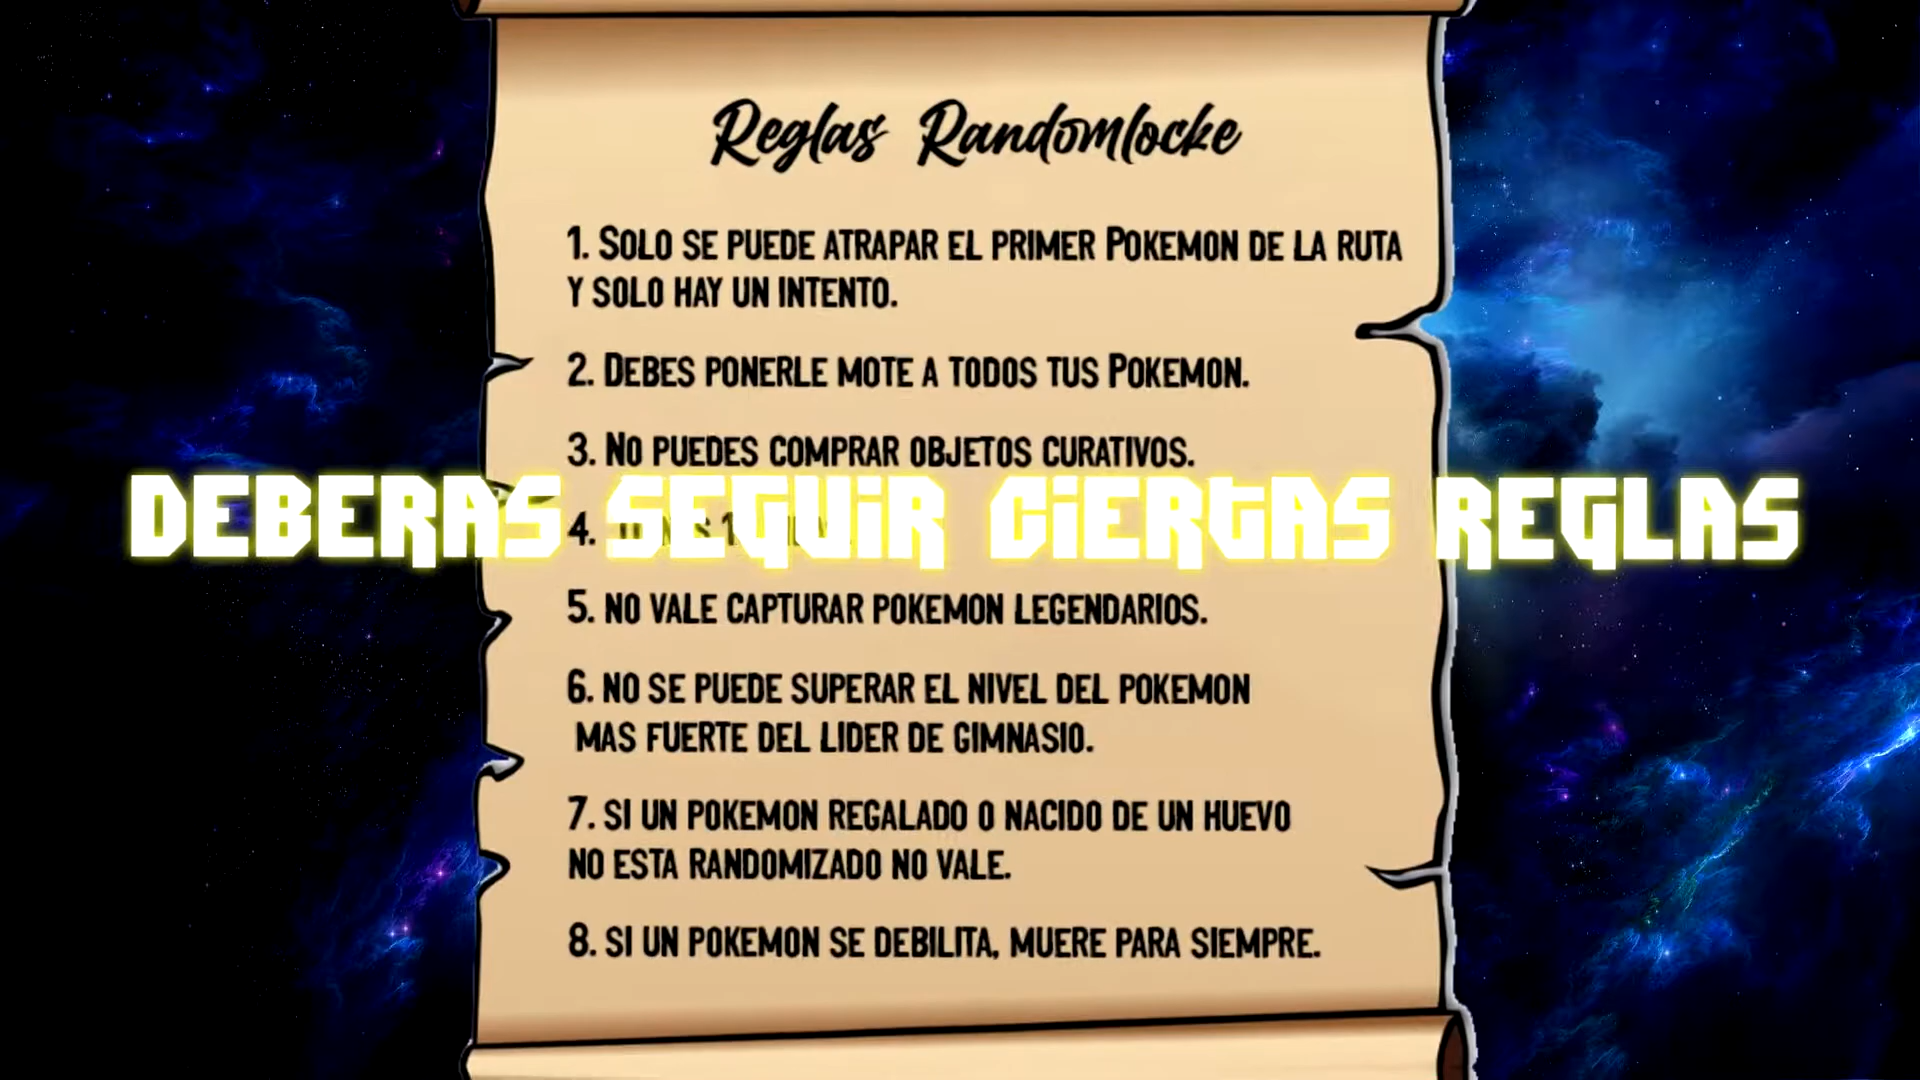 Reglas Randomlocke
1. SOLO SE PUEDE ATRAPAR EL PRIMER POKEMON DE LA RUTA
Y SOLO HAY UN INTENTO.
2. DEBES PONERLE MOTE A TODOS TUS POKEMON.
3. NO PUEDES COMPRAR OBJETOS CURATIVOS.
DEBERAS SEGUIR CIERTAS REGLAS
4.
5. NO VALE CAPTURAR POKEMON LEGENDARIOS.
6. NO SE PUEDE SUPERAR EL NIVEL DEL POKEMON
MAS FUERTE DEL LIDER DE GIMNASIO.
7. SI UN POKEMON REGALADO O NACIDO DE UN HUEVO
NO ESTA RANDOMIZADO NO VALE.
8. SI UN POKEMON SE DEBILITA, MUERE PARA SIEMPRE.